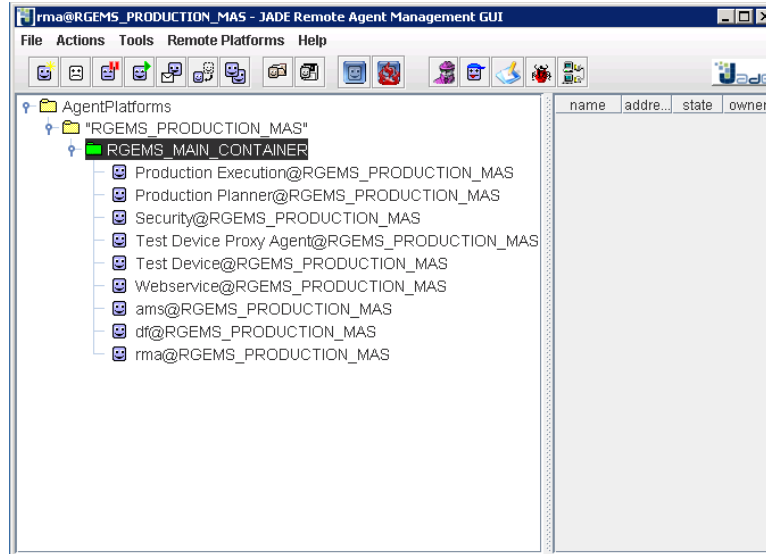 rma@RGEMS_PRODUCTION_MAS - JADE Remote Agent Management GUI
File Actions Tools Remote Platforms Help
Jade
AgentPlatforms
name addre... state owner
"RGEMS_PRODUCTION_MAS"
RGEMS_MAIN_CONTAINER
Production Execution@RGEMS_PRODUCTION_MAS
Production Planner@RGEMS_PRODUCTION_MAS
Security@RGEMS_PRODUCTION_MAS
Test Device Proxy Agent@RGEMS_PRODUCTION_MAS
Test Device@RGEMS_PRODUCTION_MAS
Webservice@RGEMS_PRODUCTION_MAS
ams@RGEMS_PRODUCTION_MAS
df@RGEMS_PRODUCTION_MAS
rma@RGEMS_PRODUCTION_MAS